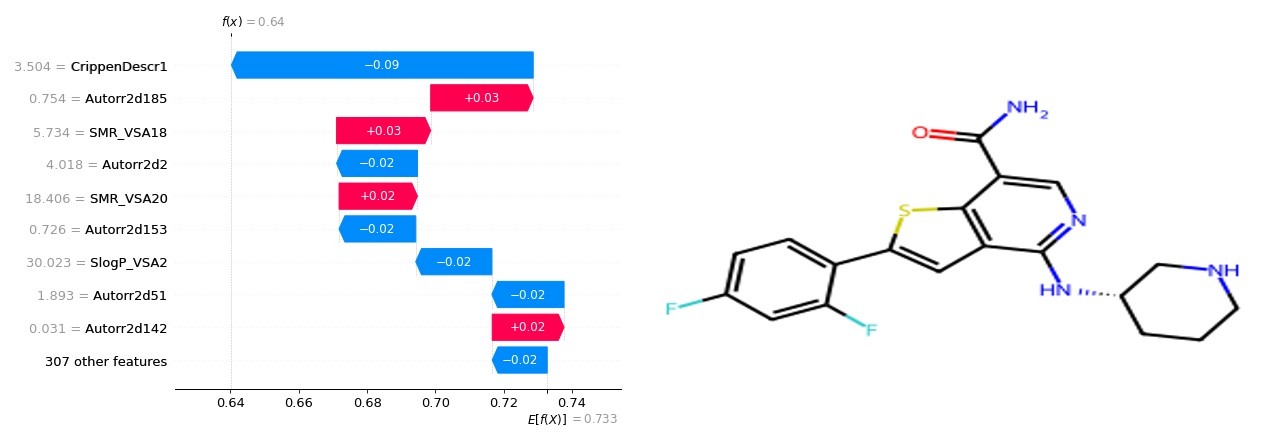 f(x) = 0.64
3.504 = CrippenDescr1
−0.09
0.754 = Autorr2d185
+0.03
5.734 = SMR_VSA18
+0.03
4.018 = Autorr2d2
−0.02
18.406 = SMR_VSA20
+0.02
0.726 = Autorr2d153
−0.02
30.023 = SlogP_VSA2
−0.02
1.893 = Autorr2d51
−0.02
0.031 = Autorr2d142
+0.02
307 other features
−0.02
0.64 0.66 0.68 0.70 0.72 0.74
E[f(X)] = 0.733
NH2
O
S
N
HN
NH
F
F